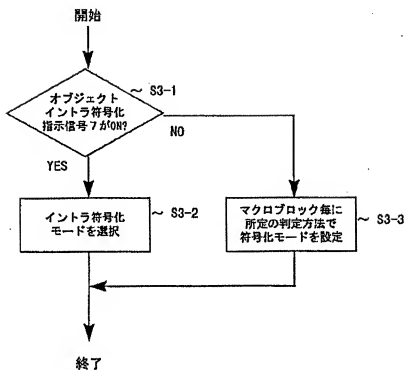 開始
オブジェクト
イントラ符号化
指示信号7がON?
~ S3-1
NO
YES
イントラ符号化
モードを選択
~ S3-2
マクロブロック毎に
所定の判定方法で
符号化モードを設定
~ S3-3
終了